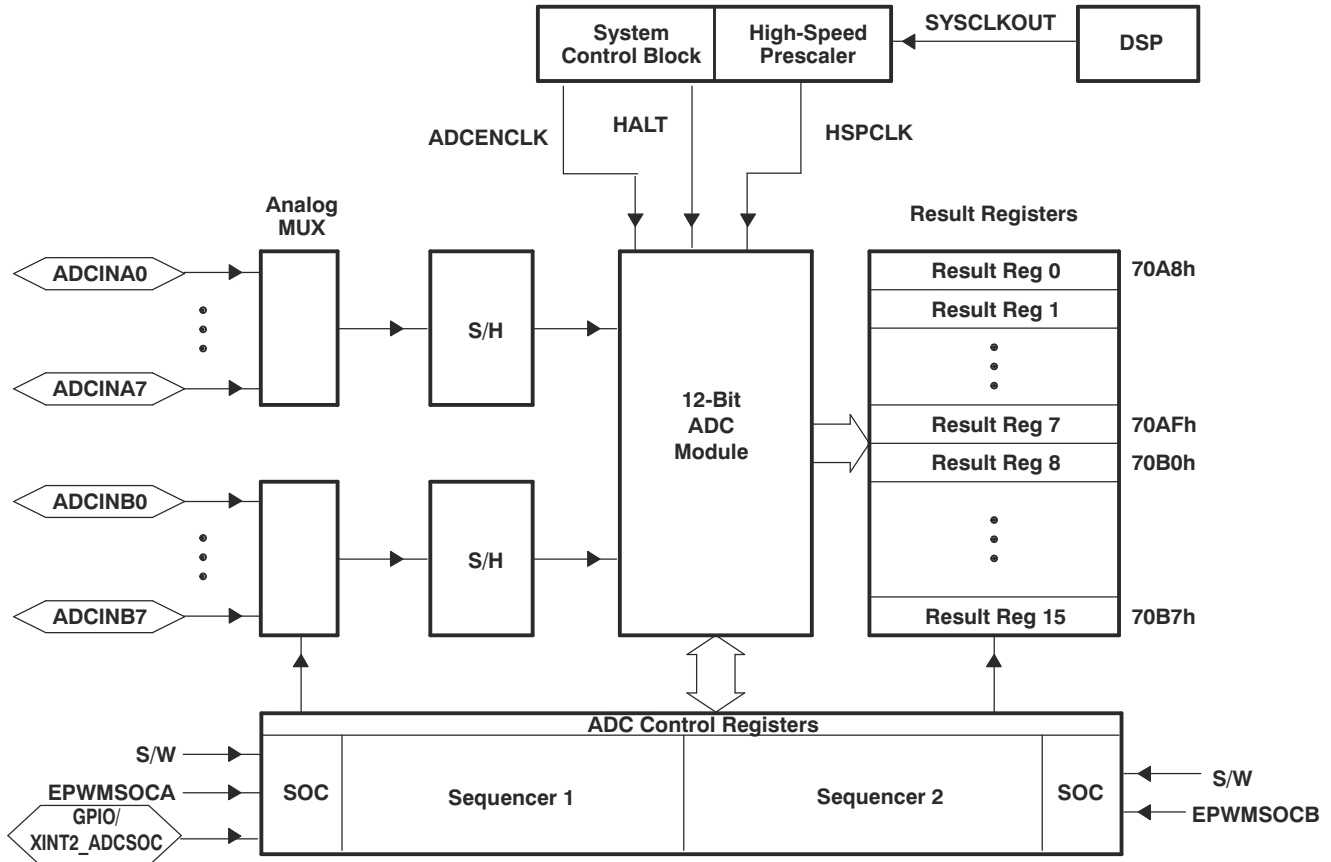 System
Control Block
High-Speed
Prescaler
SYSCLKOUT
DSP
ADCENCLK
HALT
HSPCLK
Analog
MUX
Result Registers
ADCINA0
ADCINA7
S/H
12-Bit
ADC
Module
Result Reg 0
70A8h
Result Reg 1
Result Reg 7
70AFh
Result Reg 8
70B0h
ADCINB0
ADCINB7
S/H
Result Reg 15
70B7h
ADC Control Registers
S/W
EPWMSOCA
GPIO/
XINT2_ADCSOC
SOC
Sequencer 1
Sequencer 2
SOC
S/W
EPWMSOCB